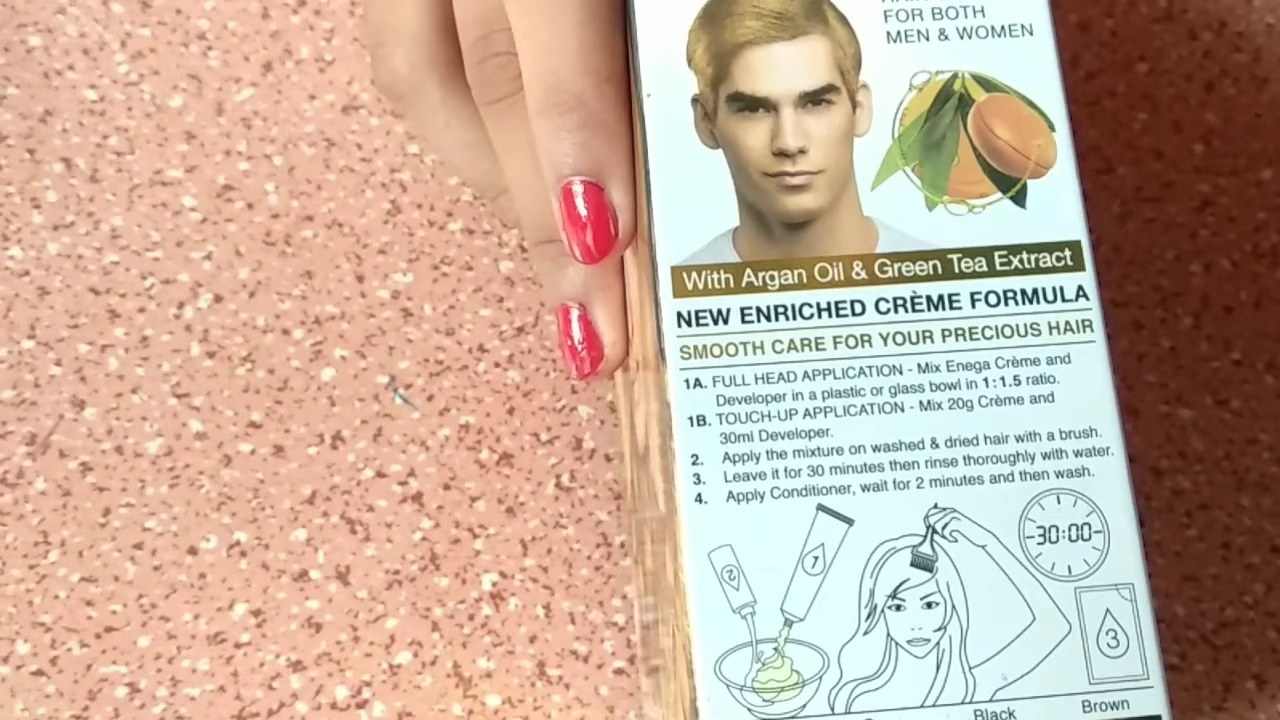 FOR BOTH
MEN & WOMEN
With Argan Oil & Green Tea Extract
NEW ENRICHED CRÈME FORMULA
SMOOTH CARE FOR YOUR PRECIOUS HAIR
1A. FULL HEAD APPLICATION - Mix Enega Crème and
Developer in a plastic or glass bowl in 1:1.5 ratio.
1B. TOUCH-UP APPLICATION - Mix 20g Crème and
30ml Developer.
2. Apply the mixture on washed & dried hair with a brush.
3. Leave it for 30 minutes then rinse thoroughly with water.
4. Apply Conditioner, wait for 2 minutes and then wash.
2
1
30:00
3
Black
Brown